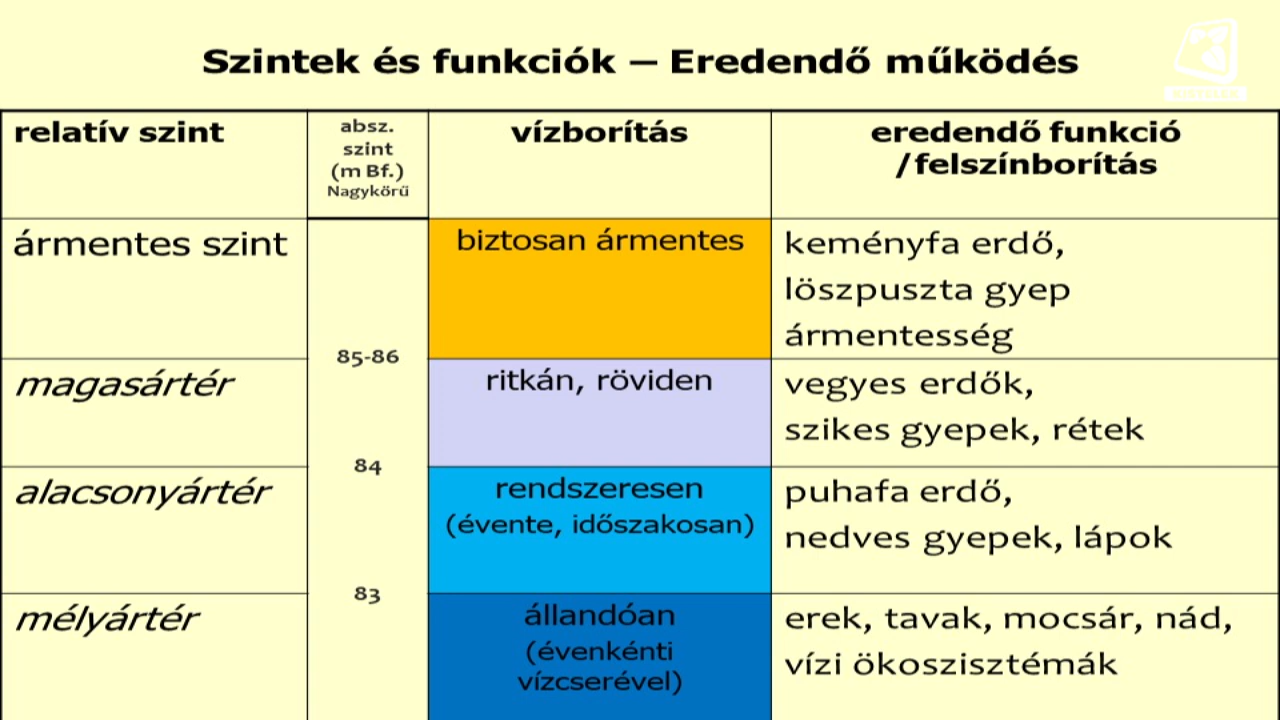 Szintek és funkciók – Eredendő működés
relatív szint
absz.
szint
(m Bf.)
Nagykörű
vízborítás
eredendő funkció
/felszínborítás
ármentes szint
biztosan ármentes
keményfa erdő,
löszpuszta gyep
ármentesség
85-86
magasártér
ritkán, röviden
vegyes erdők,
szikes gyepek, rétek
84
alacsonyártér
rendszeresen
(évente, időszakosan)
puhafa erdő,
nedves gyepek, lápok
83
mélyártér
állandóan
(évenkénti
vízcserével)
erek, tavak, mocsár, nád,
vízi ökoszisztémák